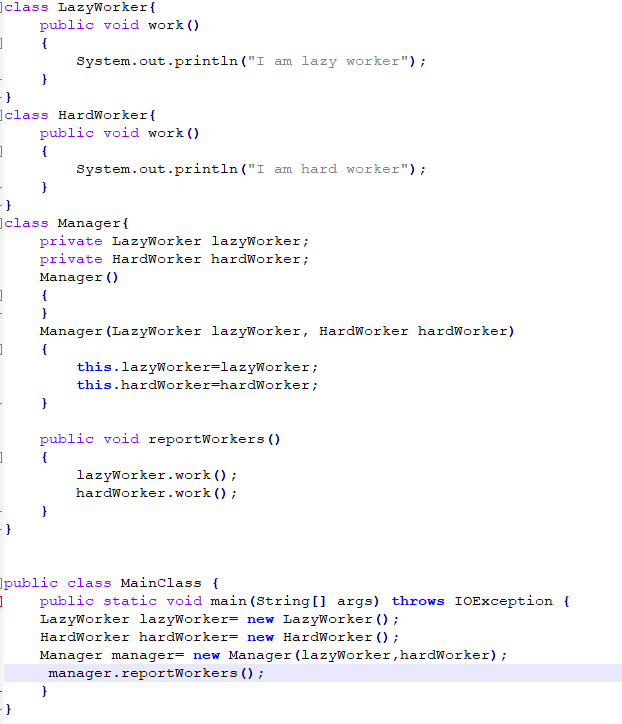 class LazyWorker{
    public void work()
    {
        System.out.println("I am lazy worker");
    }
}
class HardWorker{
    public void work()
    {
        System.out.println("I am hard worker");
    }
}
class Manager{
    private LazyWorker lazyWorker;
    private HardWorker hardWorker;
    Manager()
    {
    }
    Manager(LazyWorker lazyWorker, HardWorker hardWorker)
    {
        this.lazyWorker=lazyWorker;
        this.hardWorker=hardWorker;
    }

    public void reportWorkers()
    {
        lazyWorker.work();
        hardWorker.work();
    }
}


public class MainClass {
    public static void main(String[] args) throws IOException {
    LazyWorker lazyWorker= new LazyWorker();
    HardWorker hardWorker= new HardWorker();
    Manager manager= new Manager(lazyWorker,hardWorker);
     manager.reportWorkers();
    }
}